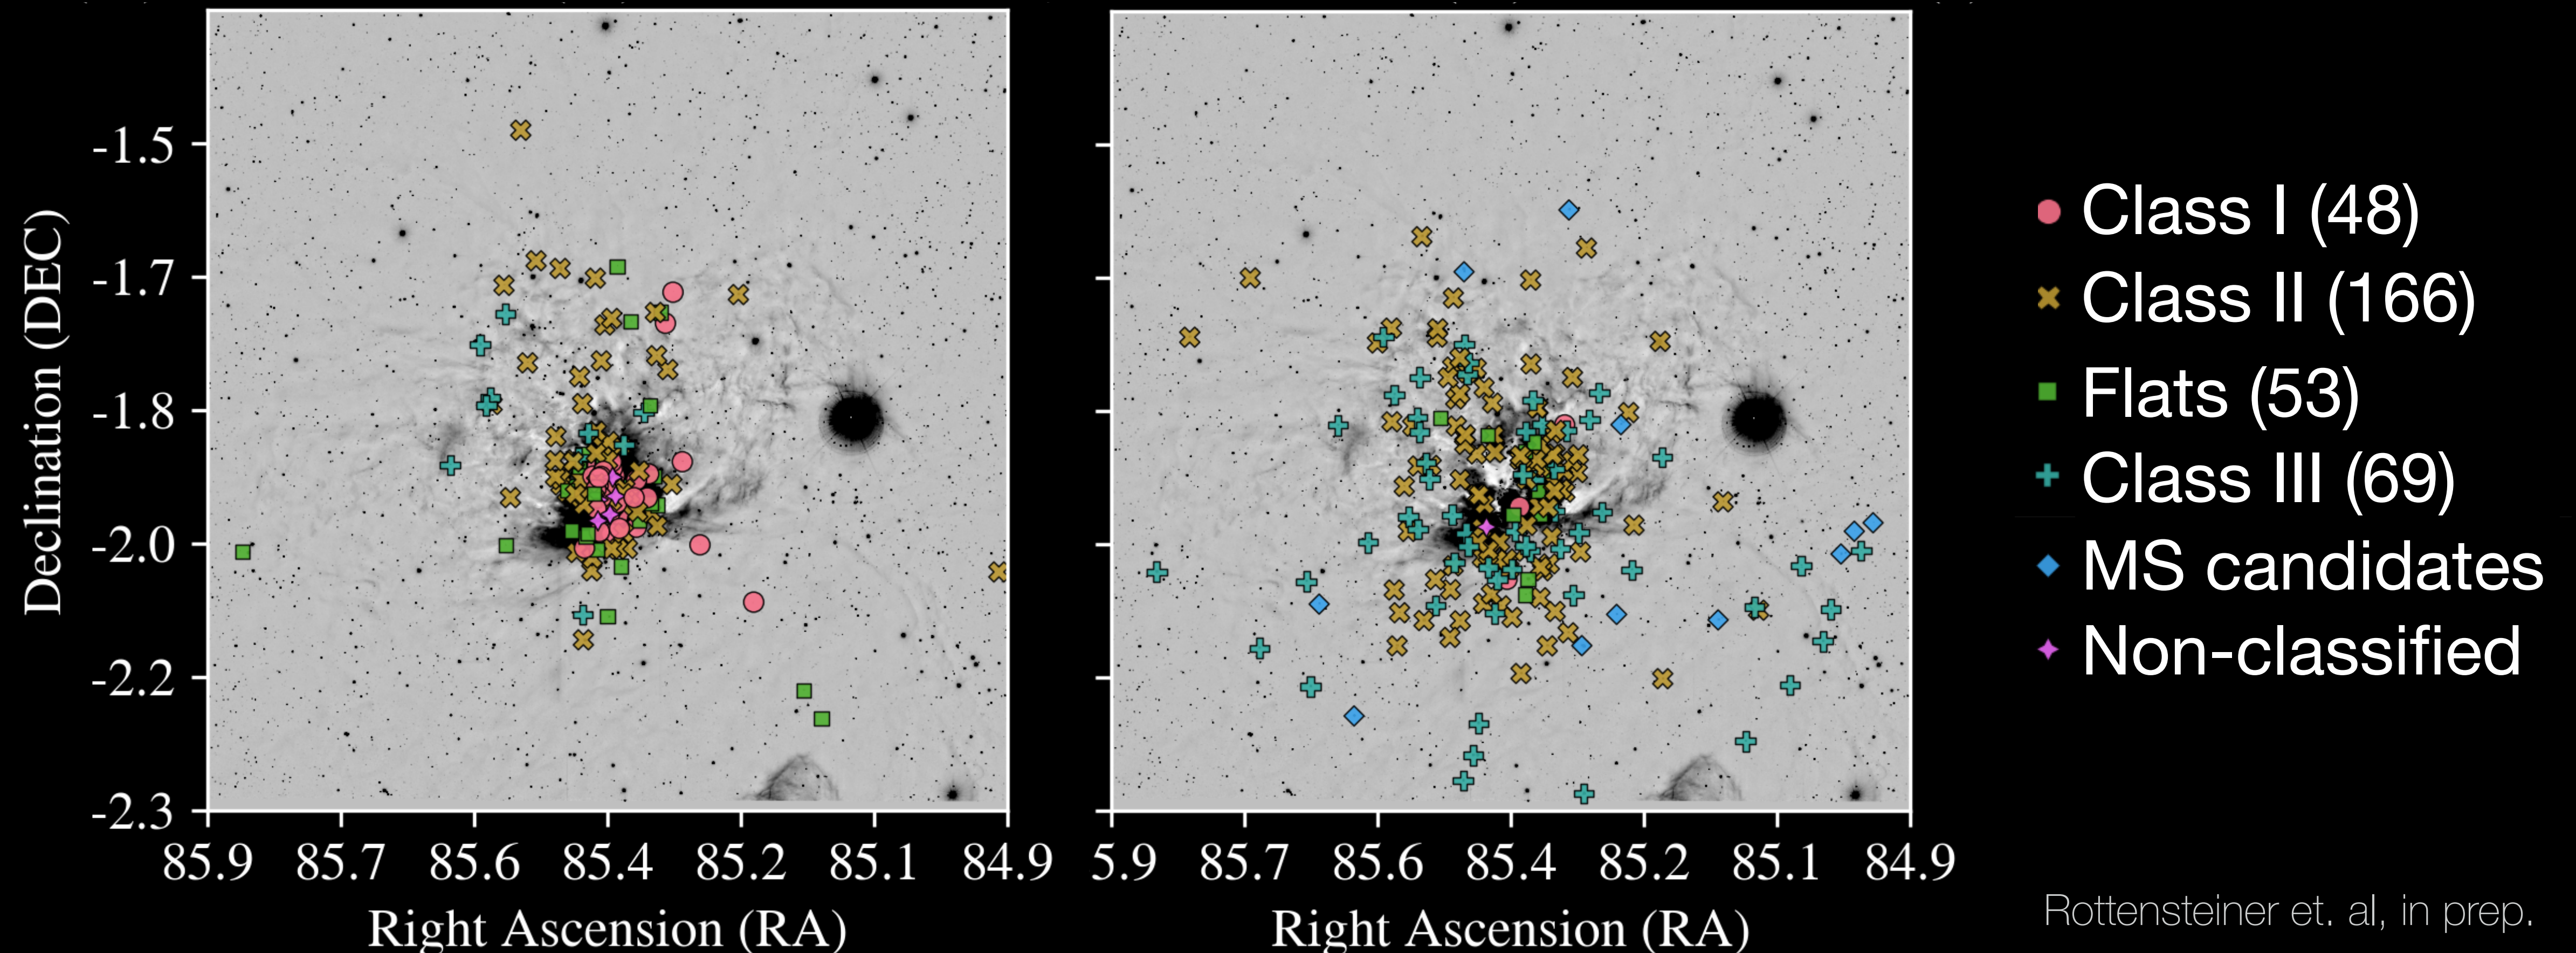 Declination (DEC)
-1.5
-1.7
-1.8
-2.0
-2.2
-2.3
85.9 85.7 85.6 85.4 85.2 85.1 84.9
Right Ascension (RA)
5.9 85.7 85.6 85.4 85.2 85.1 84.9
Right Ascension (RA)
Class I (48)
Class II (166)
Flats (53)
Class III (69)
MS candidates
Non-classified
Rottensteiner et. al, in prep.